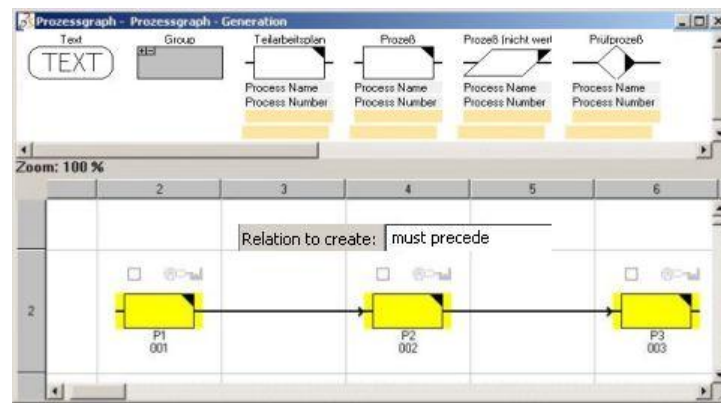 Prozessgraph - Prozessgraph - Generation
Text Group Teilarbeitsplan Prozeß Prozeß (nicht wert Prüfprozeß
TEXT
Process Name Process Name Process Name Process Name
Process Number Process Number Process Number Process Number
Zoom: 100 %
2 3 4 5 6
Relation to create: must precede
2
P1 P2 P3
001 002 003